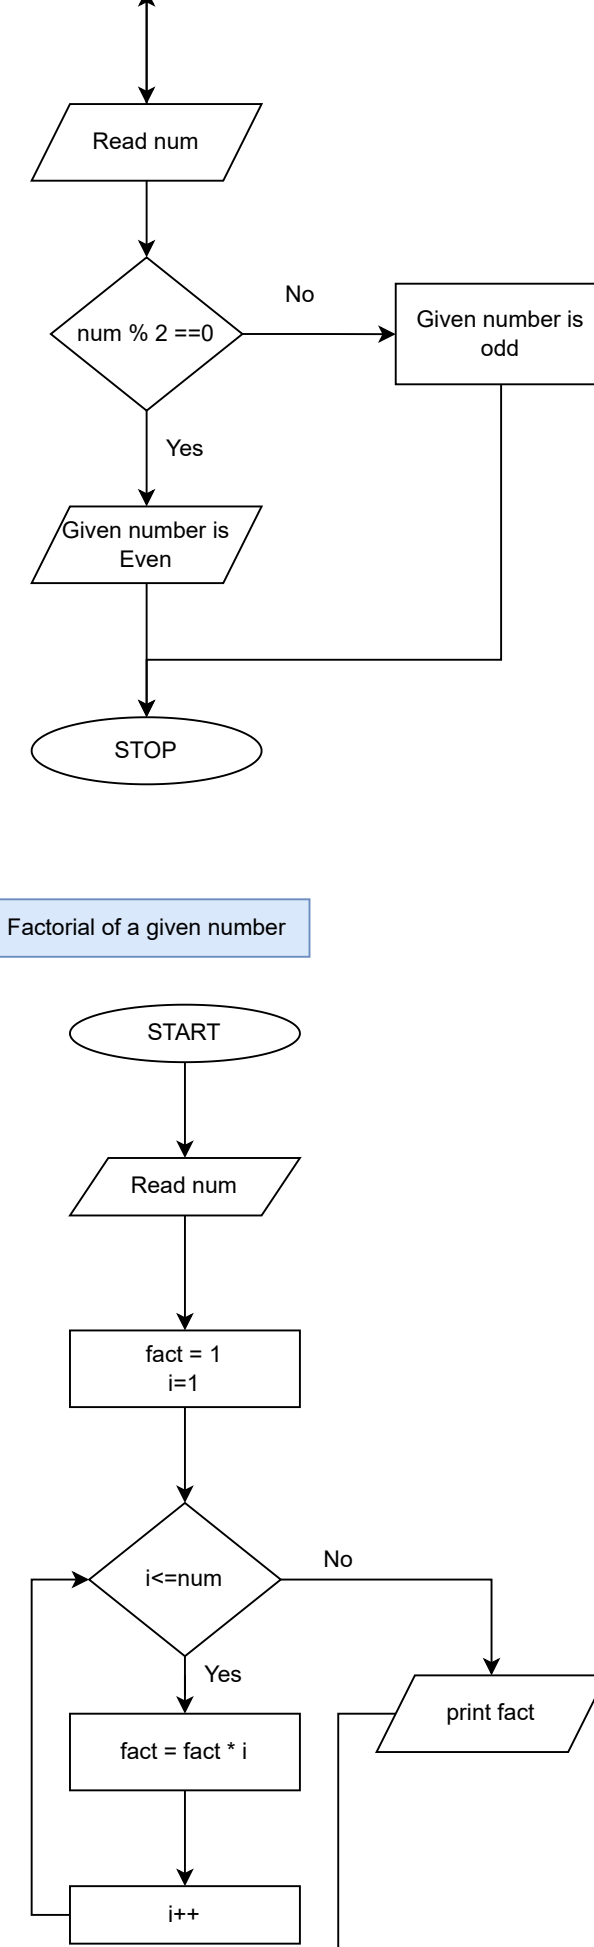 Read num
num % 2 ==0
No
Given number is
odd
Yes
Given number is
Even
STOP
Factorial of a given number
START
Read num
fact = 1
i=1
i<=num
No
Yes
print fact
fact = fact * i
i++